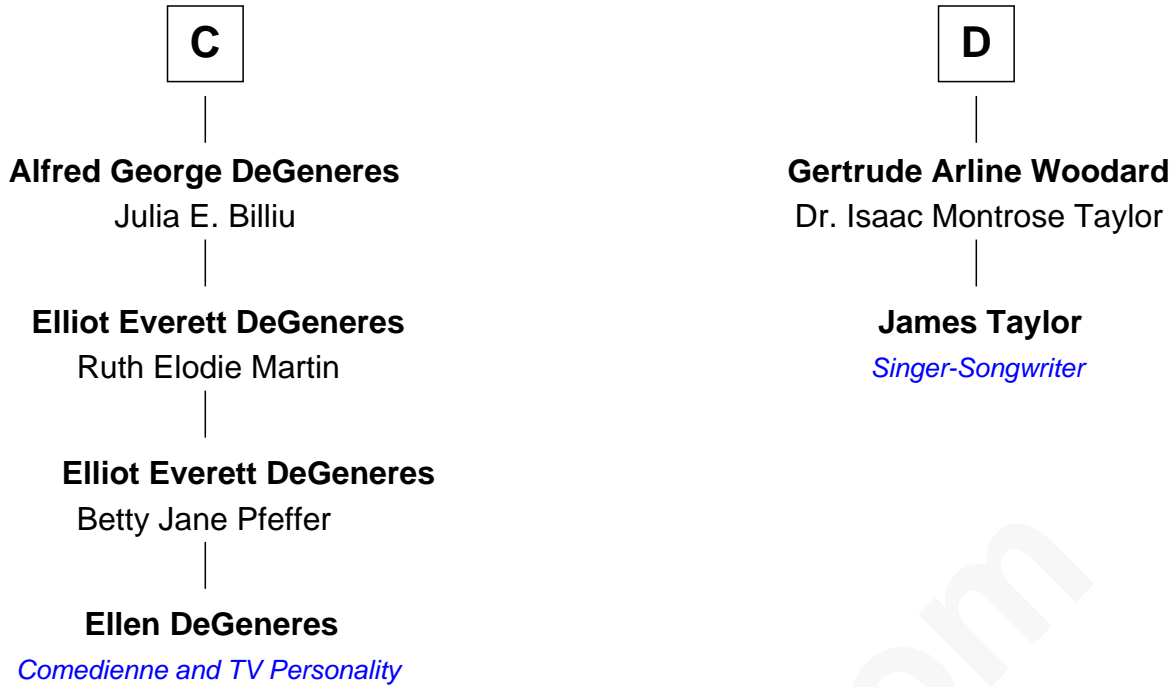 C
Alfred George DeGeneres
Julia E. Billiu
Elliot Everett DeGeneres
Ruth Elodie Martin
Elliot Everett DeGeneres
Betty Jane Pfeffer
Ellen DeGeneres
Comedienne and TV Personality
D
Gertrude Arline Woodard
Dr. Isaac Montrose Taylor
James Taylor
Singer-Songwriter
om